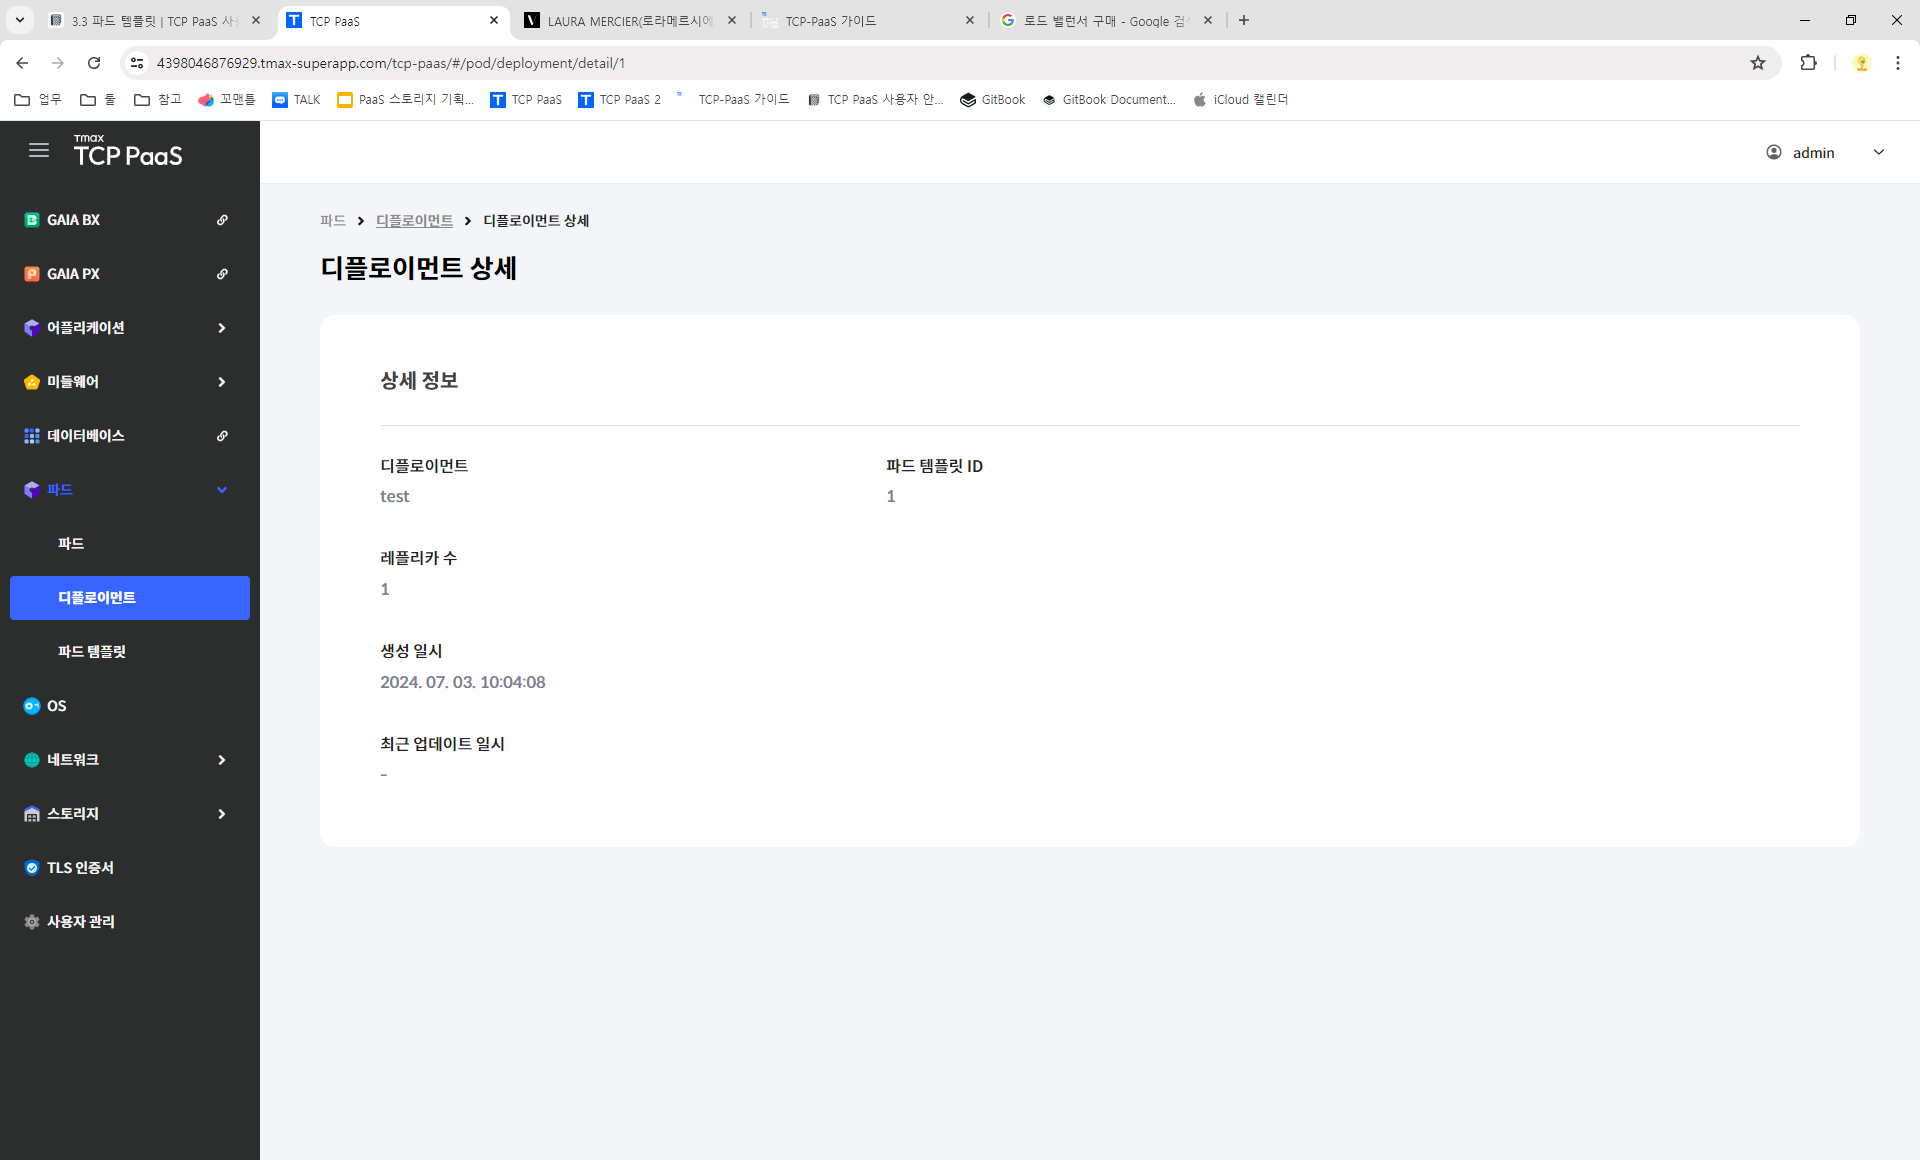 3.3 파드 템플릿 | TCP PaaS 사용
TCP PaaS
LAURA MERCIER(로라메르시에
TCP-PaaS 가이드
로드 밸런서 구매 - Google 검색
4398046876929.tmax-superapp.com/tcp-paas/#/pod/deployment/detail/1
업무
둘
참고
꼬맨틀
TALK
PaaS 스토리지 기획...
TCP PaaS
TCP PaaS 2
TCP-PaaS 가이드
TCP PaaS 사용자 안...
GitBook
GitBook Document...
iCloud 캘린더
Tmax
TCP PaaS
admin
GAIA BX
GAIA PX
어플리케이션
미들웨어
데이터베이스
파드
파드
디플로이먼트
파드 템플릿
OS
네트워크
스토리지
TLS 인증서
사용자 관리
파드 > 디플로이먼트 > 디플로이먼트 상세
디플로이먼트 상세
상세 정보
디플로이먼트
test
파드 템플릿 ID
1
레플리카 수
1
생성 일시
2024. 07. 03. 10:04:08
최근 업데이트 일시
-